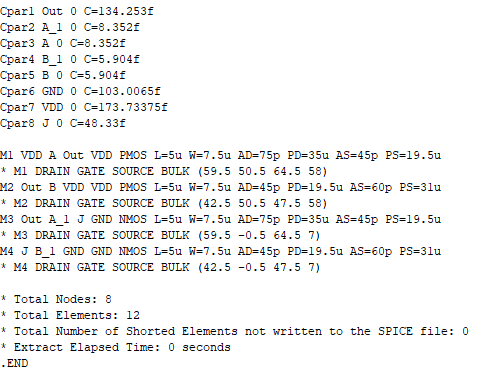 Cpar1 Out 0 C=134.253f
Cpar2 A_1 0 C=8.352f
Cpar3 A 0 C=8.352f
Cpar4 B_1 0 C=5.904f
Cpar5 B 0 C=5.904f
Cpar6 GND 0 C=103.0065f
Cpar7 VDD 0 C=173.73375f
Cpar8 J 0 C=48.33f
M1 VDD A Out VDD PMOS L=5u W=7.5u AD=75p PD=35u AS=45p PS=19.5u
* M1 DRAIN GATE SOURCE BULK (59.5 50.5 64.5 58)
M2 Out B VDD VDD PMOS L=5u W=7.5u AD=45p PD=19.5u AS=60p PS=31u
* M2 DRAIN GATE SOURCE BULK (42.5 50.5 47.5 58)
M3 Out A_1 J GND NMOS L=5u W=7.5u AD=75p PD=35u AS=45p PS=19.5u
* M3 DRAIN GATE SOURCE BULK (59.5 -0.5 64.5 7)
M4 J B_1 GND GND NMOS L=5u W=7.5u AD=45p PD=19.5u AS=60p PS=31u
* M4 DRAIN GATE SOURCE BULK (42.5 -0.5 47.5 7)
* Total Nodes: 8
* Total Elements: 12
* Total Number of Shorted Elements not written to the SPICE file: 0
* Extract Elapsed Time: 0 seconds
.END